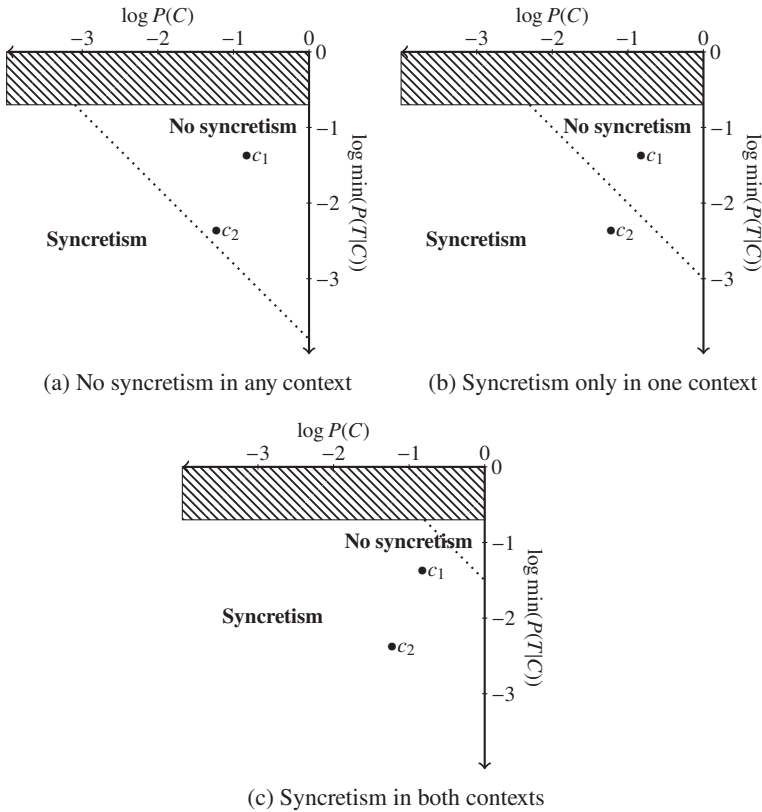 log P(C)
−3 −2 −1 0
No syncretism
−1
c1
−2
c2
Syncretism
−3
log min(P(T|C))
(a) No syncretism in any context
log P(C)
−3 −2 −1 0
No syncretism
−1
c1
−2
c2
Syncretism
−3
log min(P(T|C))
(b) Syncretism only in one context
log P(C)
−3 −2 −1 0
No syncretism
−1
c1
Syncretism
−2
c2
−3
log min(P(T|C))
(c) Syncretism in both contexts